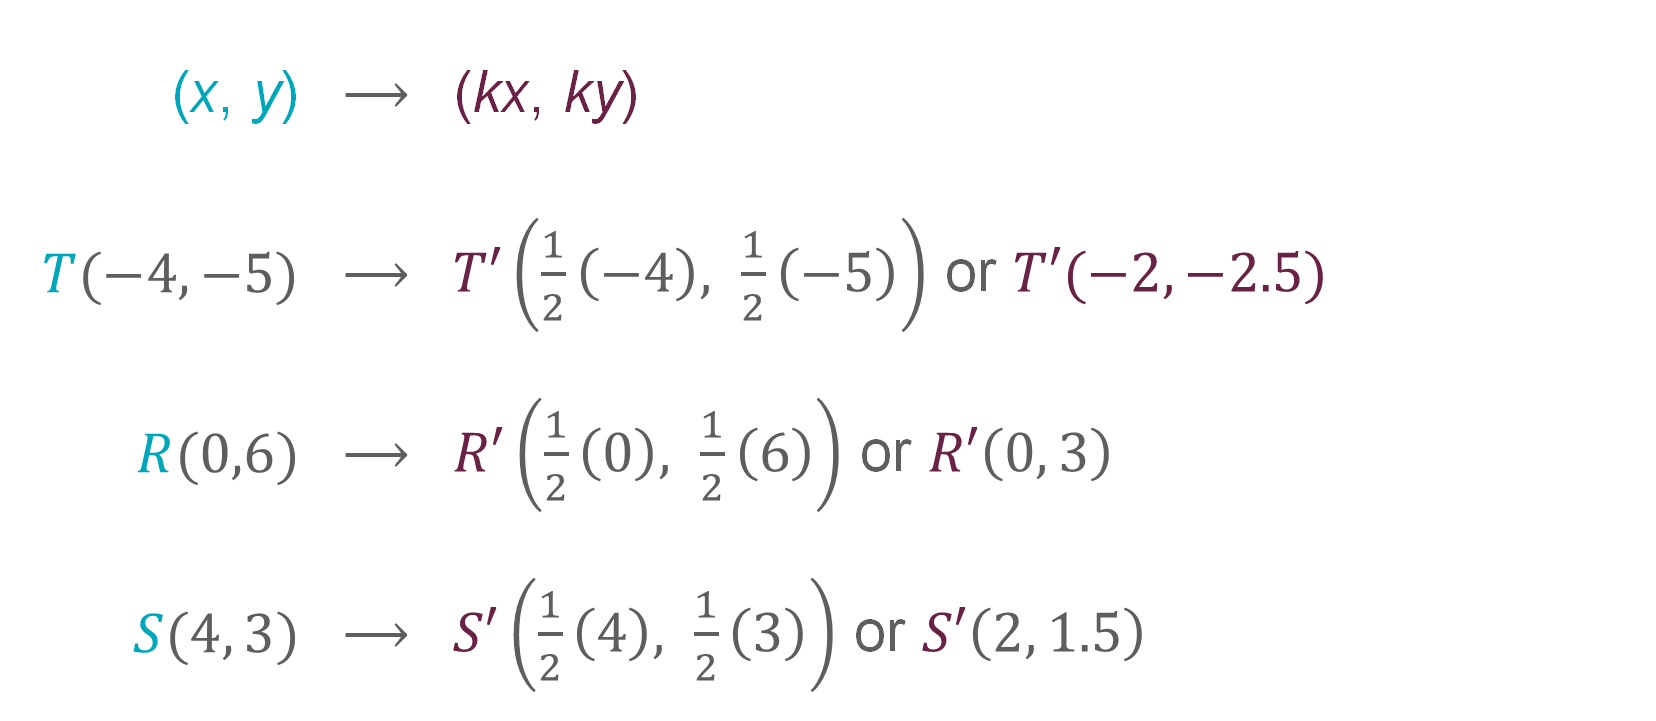 (x, y) ⟶ (kx, ky)
T(−4, −5) ⟶ T′(1/2(−4), 1/2(−5)) or T′(−2, −2.5)
R(0,6) ⟶ R′(1/2(0), 1/2(6)) or R′(0, 3)
S(4, 3) ⟶ S′(1/2(4), 1/2(3)) or S′(2, 1.5)